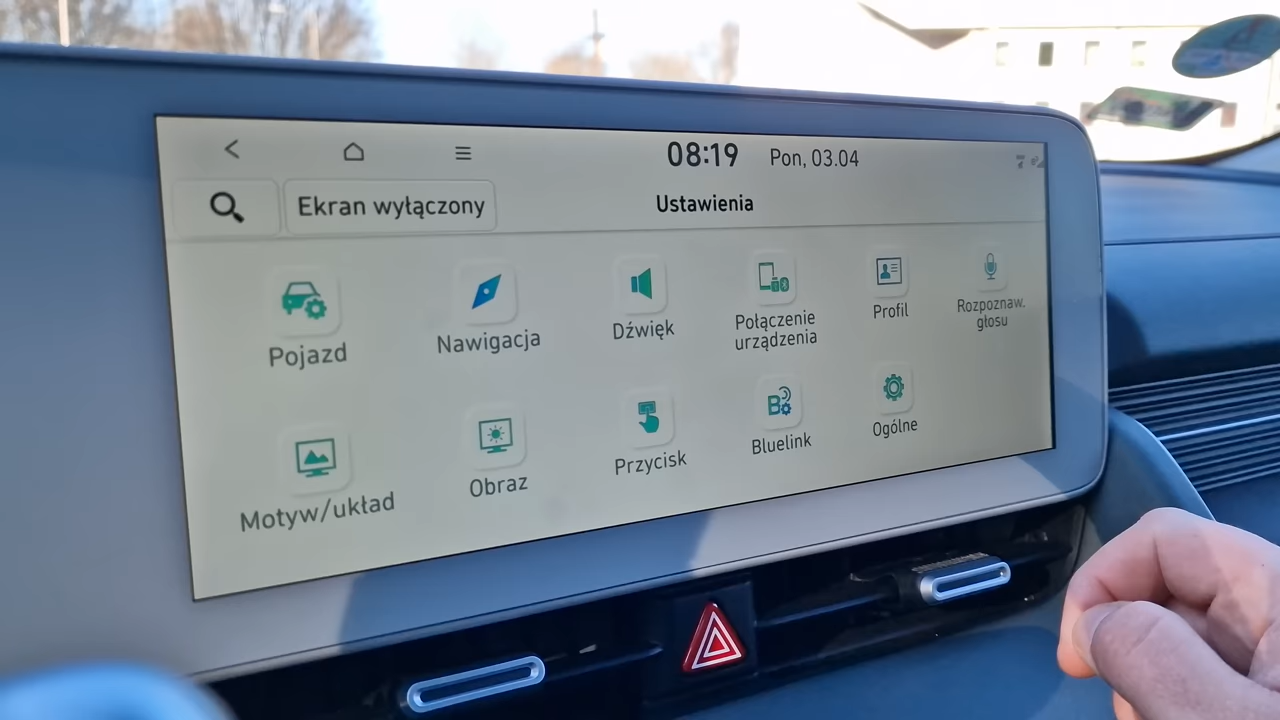 08:19 Pon, 03.04
Ekran wyłączony
Ustawienia
Pojazd
Nawigacja
Dźwięk
Połączenie
urządzenia
Profil
Rozpoznaw.
głosu
Motyw/układ
Obraz
Przycisk
Bluelink
Ogólne